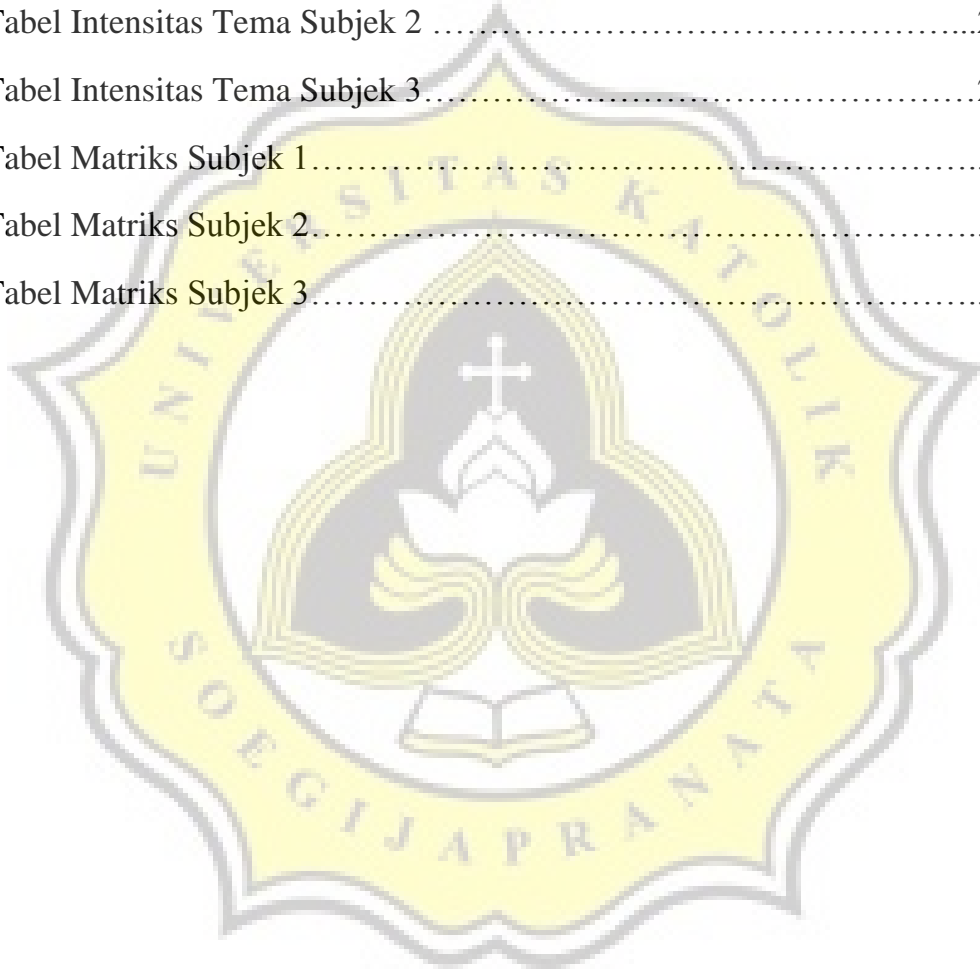 Tabel Intensitas Tema Subjek 2 …………………………………………...
Tabel Intensitas Tema Subjek 3………………………………………………
Tabel Matriks Subjek 1………………………………………………………
Tabel Matriks Subjek 2………………………………………………………
Tabel Matriks Subjek 3………………………………………………………
UNIVERSITAS KATOLIK
SOEGIJAPRANATA